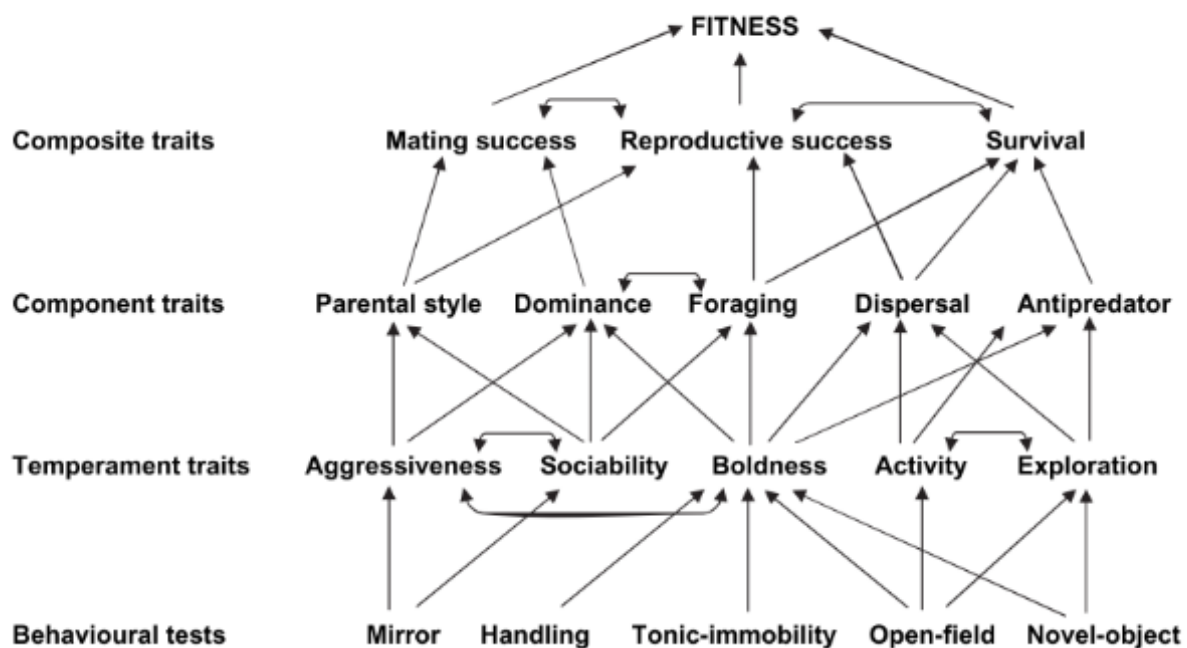 FITNESS
Composite traits Mating success Reproductive success Survival
Component traits Parental style Dominance Foraging Dispersal Antipredator
Temperament traits Aggressiveness Sociability Boldness Activity Exploration
Behavioural tests Mirror Handling Tonic-immobility Open-field Novel-object